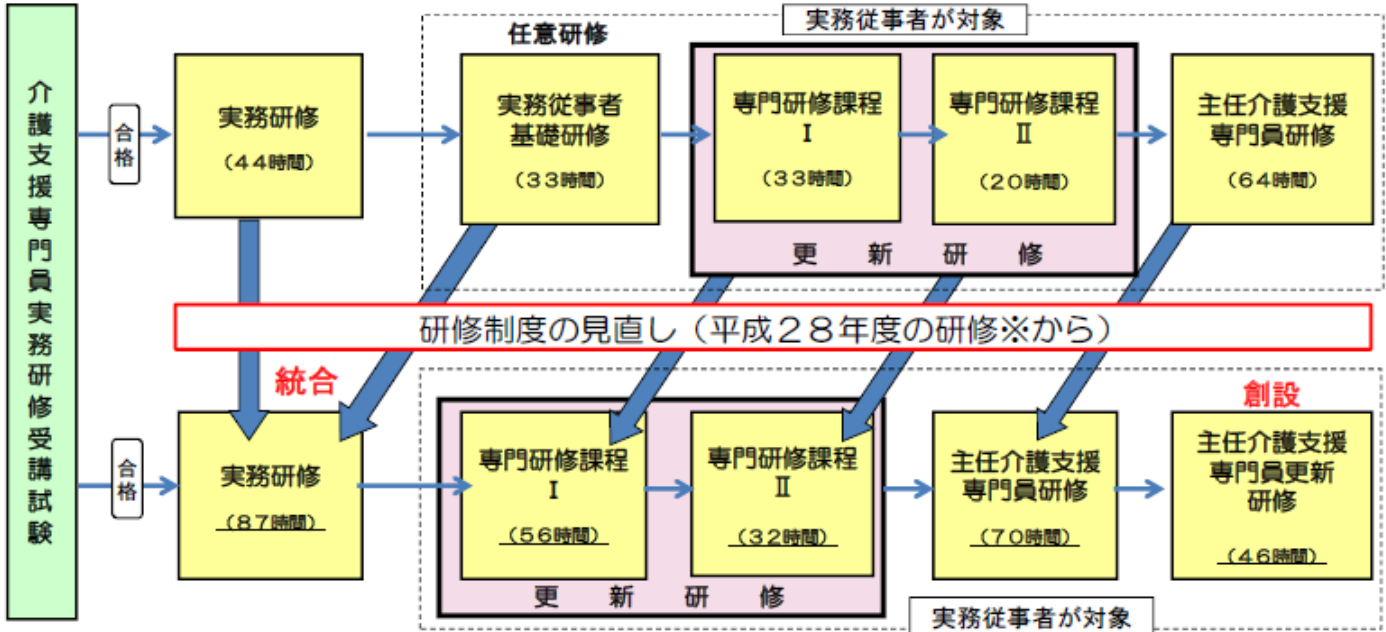 介護支援専門員実務研修受講試験
実務従事者が対象
任意研修
合格
実務研修
（４４時間）
実務従事者
基礎研修
（３３時間）
専門研修課程
Ⅰ
（３３時間）
専門研修課程
Ⅱ
（２０時間）
主任介護支援
専門員研修
（６４時間）
更新研修
研修制度の見直し（平成２８年度の研修※から）
統合
創設
合格
実務研修
（８７時間）
専門研修課程
Ⅰ
（５６時間）
専門研修課程
Ⅱ
（３２時間）
主任介護支援
専門員研修
（７０時間）
主任介護支援
専門員更新
研修
（４６時間）
更新研修
実務従事者が対象